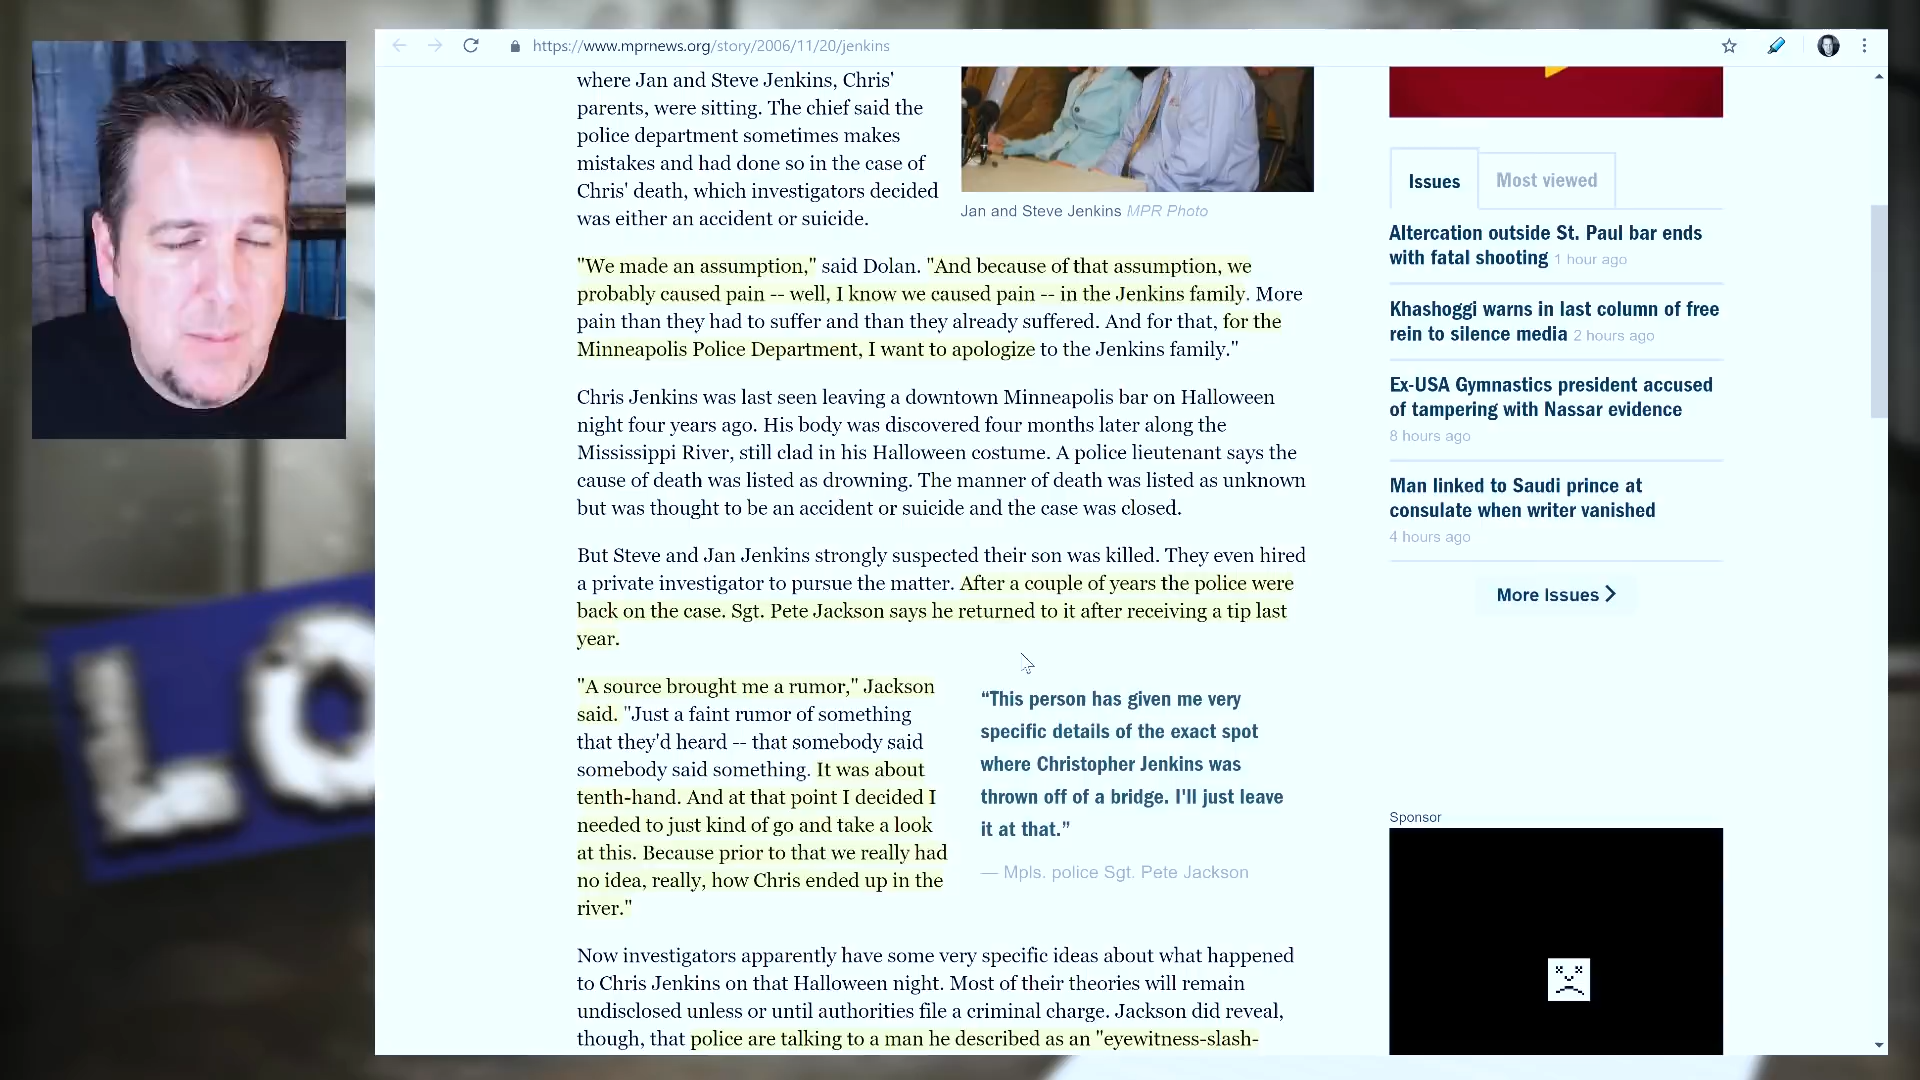 https://www.mprnews.org/story/2006/11/20/jenkins
where Jan and Steve Jenkins, Chris'
parents, were sitting. The chief said the
police department sometimes makes
mistakes and had done so in the case of
Chris' death, which investigators decided
was either an accident or suicide.
Jan and Steve Jenkins MPR Photo
"We made an assumption," said Dolan. "And because of that assumption, we
probably caused pain -- well, I know we caused pain -- in the Jenkins family. More
pain than they had to suffer and than they already suffered. And for that, for the
Minneapolis Police Department, I want to apologize to the Jenkins family."
Chris Jenkins was last seen leaving a downtown Minneapolis bar on Halloween
night four years ago. His body was discovered four months later along the
Mississippi River, still clad in his Halloween costume. A police lieutenant says the
cause of death was listed as drowning. The manner of death was listed as unknown
but was thought to be an accident or suicide and the case was closed.
But Steve and Jan Jenkins strongly suspected their son was killed. They even hired
a private investigator to pursue the matter. After a couple of years the police were
back on the case. Sgt. Pete Jackson says he returned to it after receiving a tip last
year.
"A source brought me a rumor," Jackson
said. "Just a faint rumor of something
that they'd heard -- that somebody said
somebody said something. It was about
tenth-hand. And at that point I decided I
needed to just kind of go and take a look
at this. Because prior to that we really had
no idea, really, how Chris ended up in the
river."
“This person has given me very
specific details of the exact spot
where Christopher Jenkins was
thrown off of a bridge. I'll just leave
it at that.”
— Mpls. police Sgt. Pete Jackson
Now investigators apparently have some very specific ideas about what happened
to Chris Jenkins on that Halloween night. Most of their theories will remain
undisclosed unless or until authorities file a criminal charge. Jackson did reveal,
though, that police are talking to a man he described as an "eyewitness-slash-
Issues
Most viewed
Altercation outside St. Paul bar ends
with fatal shooting 1 hour ago
Khashoggi warns in last column of free
rein to silence media 2 hours ago
Ex-USA Gymnastics president accused
of tampering with Nassar evidence
8 hours ago
Man linked to Saudi prince at
consulate when writer vanished
4 hours ago
More Issues
Sponsor
LO